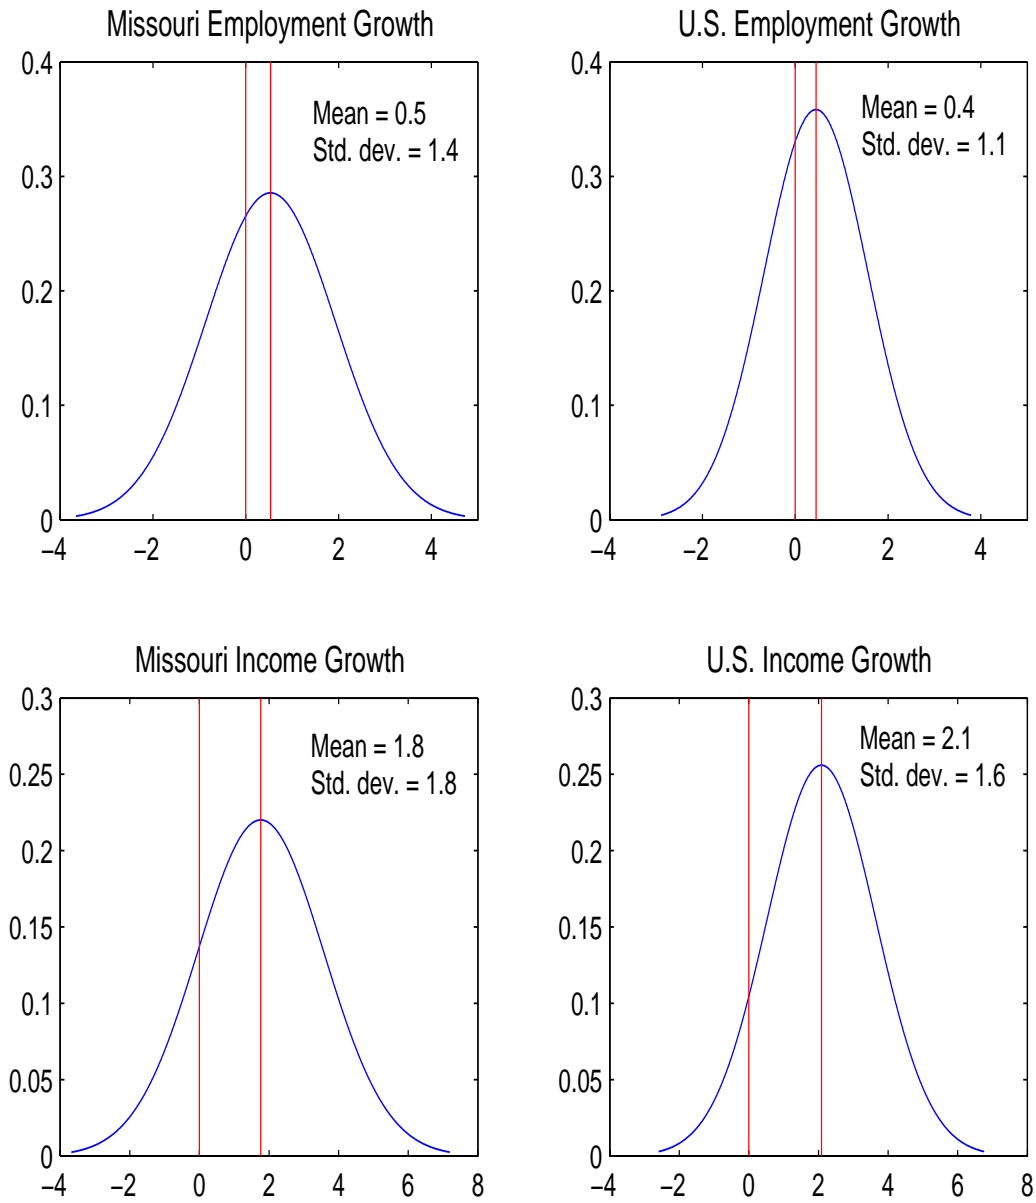 Missouri Employment Growth
0.4
0.3
0.2
0.1
0
−4 −2 0 2 4
Mean = 0.5
Std. dev. = 1.4
U.S. Employment Growth
0.4
0.3
0.2
0.1
0
−4 −2 0 2 4
Mean = 0.4
Std. dev. = 1.1
Missouri Income Growth
0.3
0.25
0.2
0.15
0.1
0.05
0
−4 −2 0 2 4 6 8
Mean = 1.8
Std. dev. = 1.8
U.S. Income Growth
0.3
0.25
0.2
0.15
0.1
0.05
0
−4 −2 0 2 4 6 8
Mean = 2.1
Std. dev. = 1.6